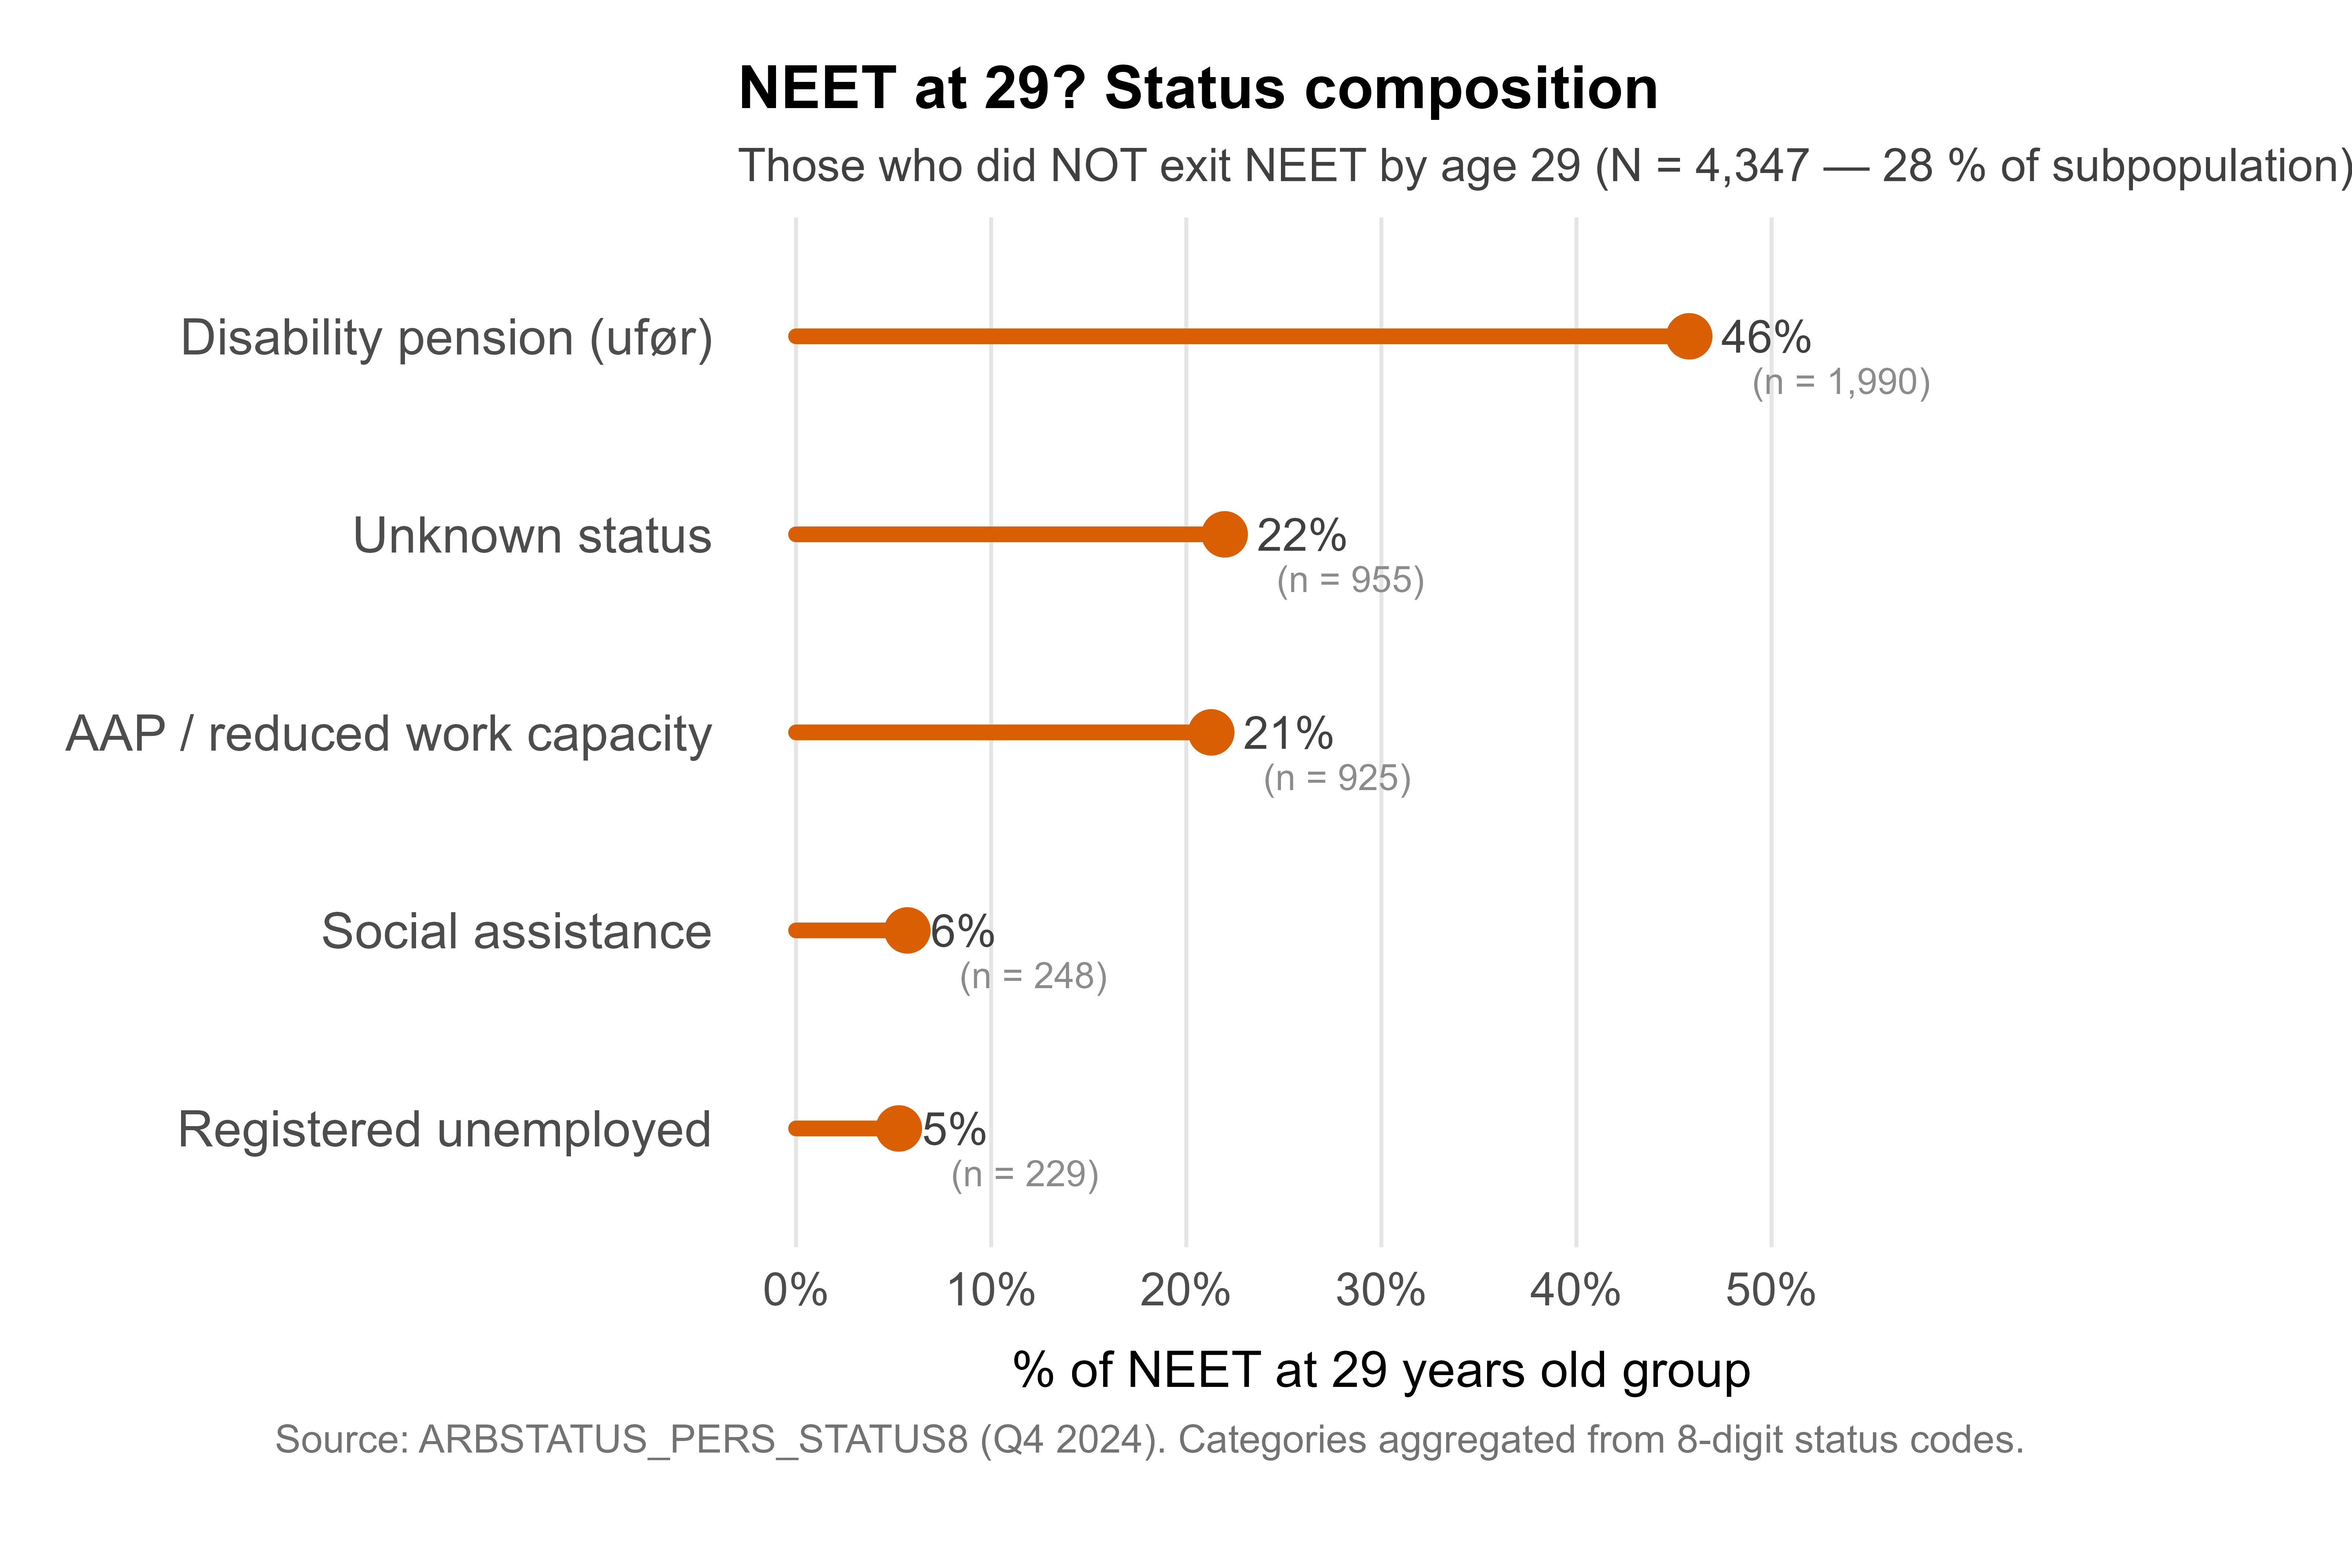 NEET at 29? Status composition
Those who did NOT exit NEET by age 29 (N = 4,347 — 28 % of subpopulation)
Disability pension (ufør)
46%
(n = 1,990)
Unknown status
22%
(n = 955)
AAP / reduced work capacity
21%
(n = 925)
Social assistance
6%
(n = 248)
Registered unemployed
5%
(n = 229)
0% 10% 20% 30% 40% 50%
% of NEET at 29 years old group
Source: ARBSTATUS_PERS_STATUS8 (Q4 2024). Categories aggregated from 8-digit status codes.